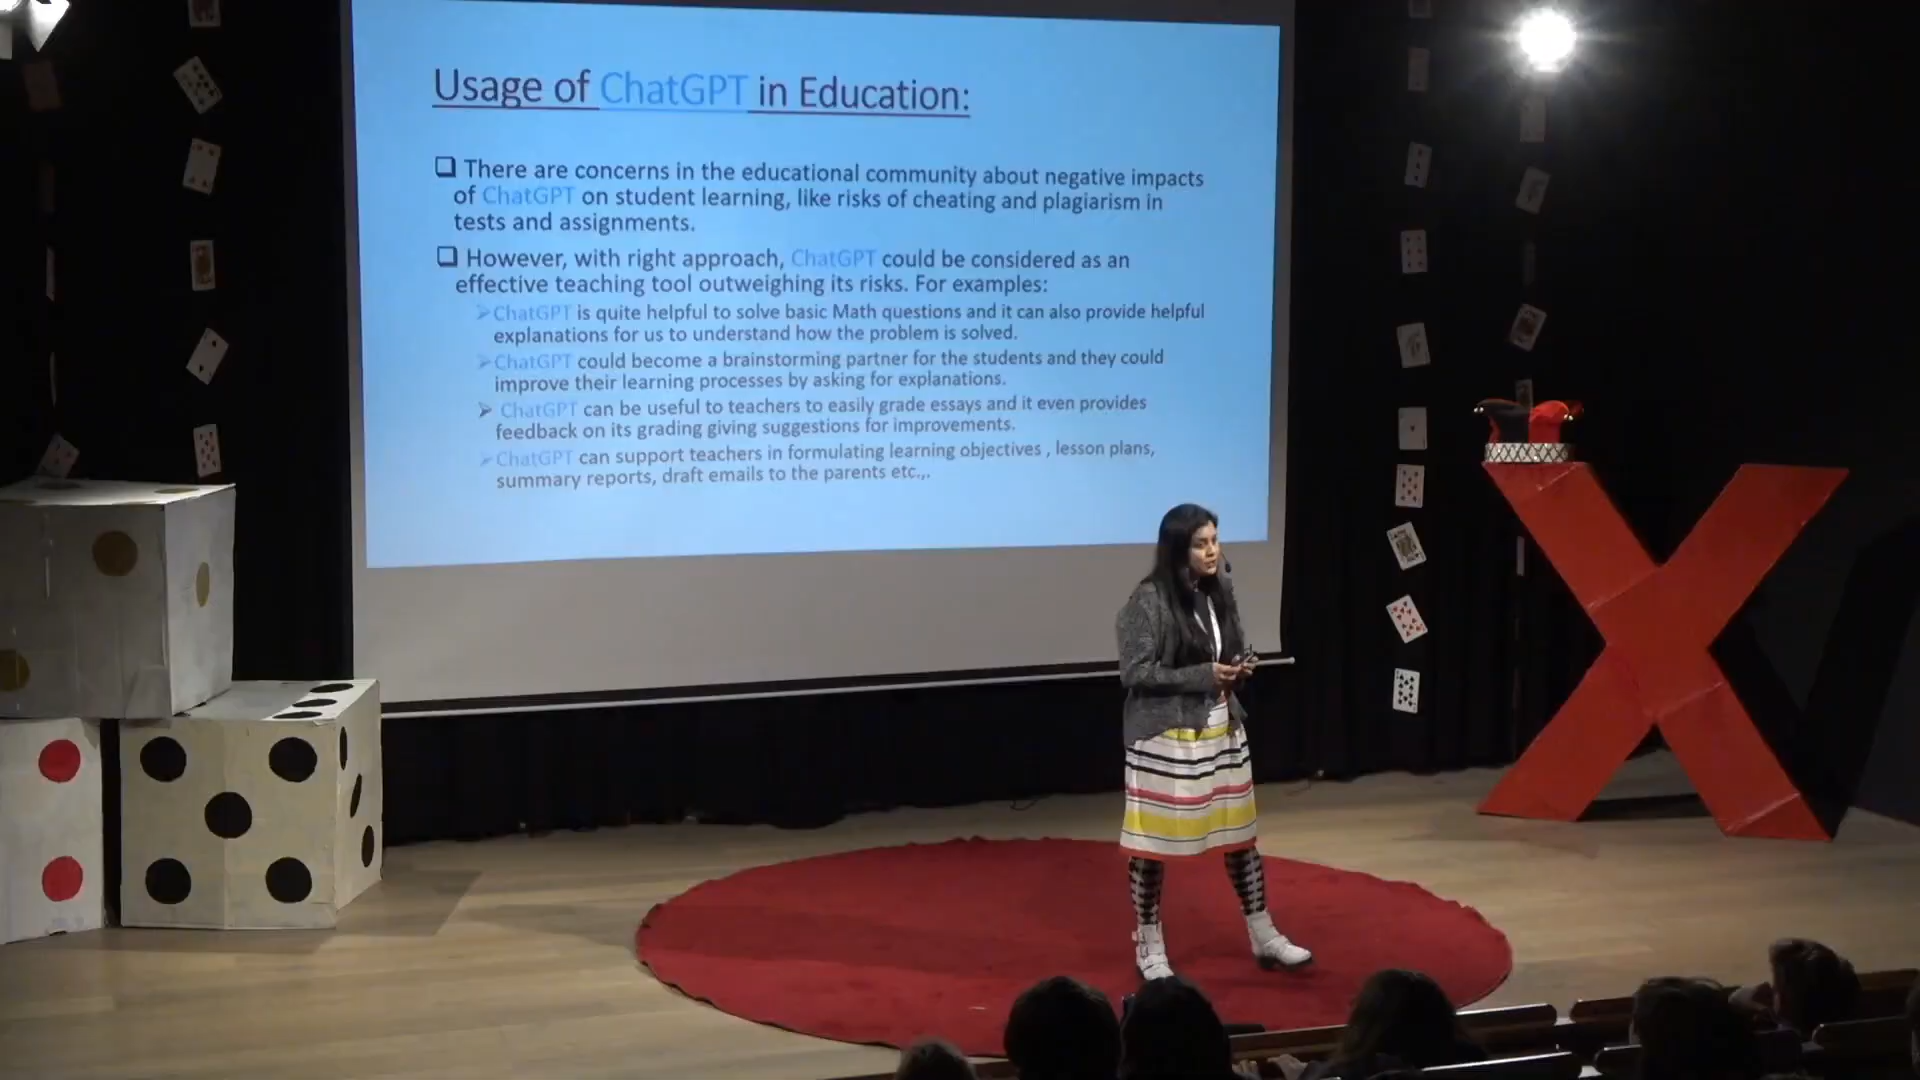 Usage of ChatGPT in Education:
There are concerns in the educational community about negative impacts
of ChatGPT on student learning, like risks of cheating and plagiarism in
tests and assignments.
However, with right approach, ChatGPT could be considered as an
effective teaching tool outweighing its risks. For examples:
ChatGPT is quite helpful to solve basic Math questions and it can also provide helpful
explanations for us to understand how the problem is solved.
ChatGPT could become a brainstorming partner for the students and they could
improve their learning processes by asking for explanations.
ChatGPT can be useful to teachers to easily grade essays and it even provides
feedback on its grading giving suggestions for improvements.
ChatGPT can support teachers in formulating learning objectives , lesson plans,
summary reports, draft emails to the parents etc.,.
X